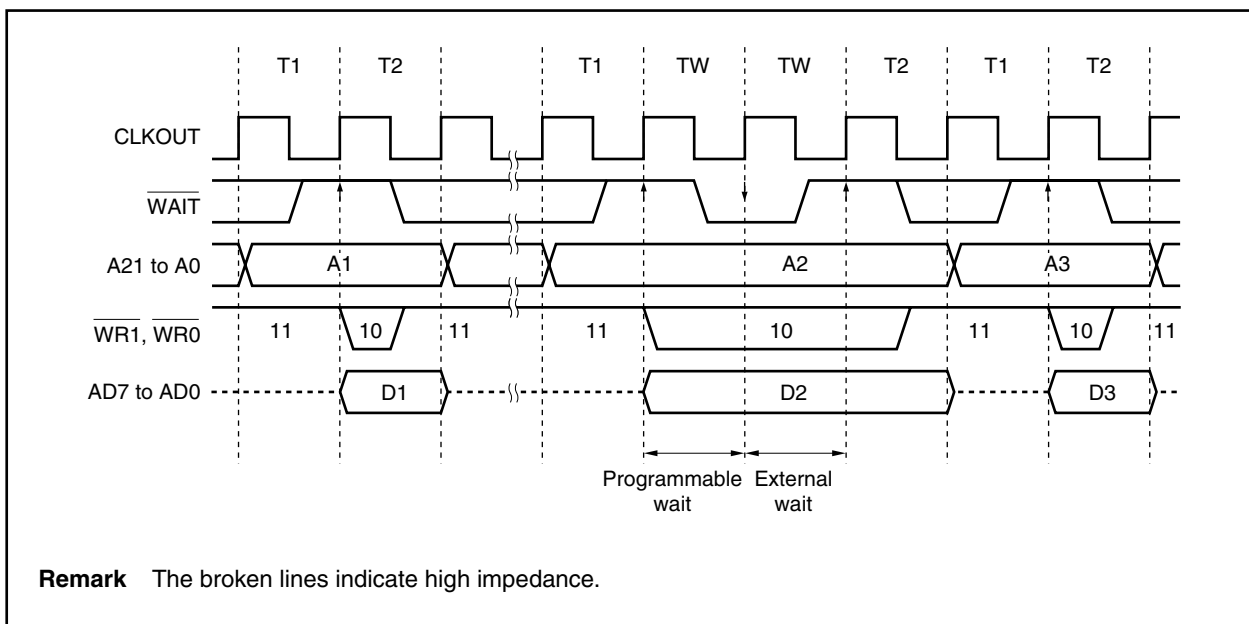 T1 T2 T1 TW TW T2 T1 T2
CLKOUT
WAIT
A21 to A0 A1 A2 A3
WR1, WR0 11 10 11 11 10 11 10 11
AD7 to AD0 D1 D2 D3
Programmable wait
External wait
Remark The broken lines indicate high impedance.